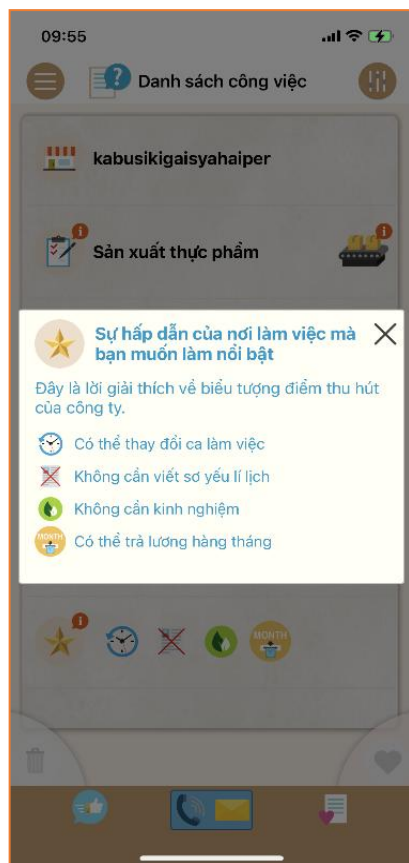 09:55
Danh sách công việc
kabusikigaisyahaiper
Sản xuất thực phẩm
Sự hấp dẫn của nơi làm việc mà
bạn muốn làm nổi bật
Đây là lời giải thích về biểu tượng điểm thu hút
của công ty.
Có thể thay đổi ca làm việc
Không cần viết sơ yếu lí lịch
Không cần kinh nghiệm
MONTH
Có thể trả lương hàng tháng
MONTH